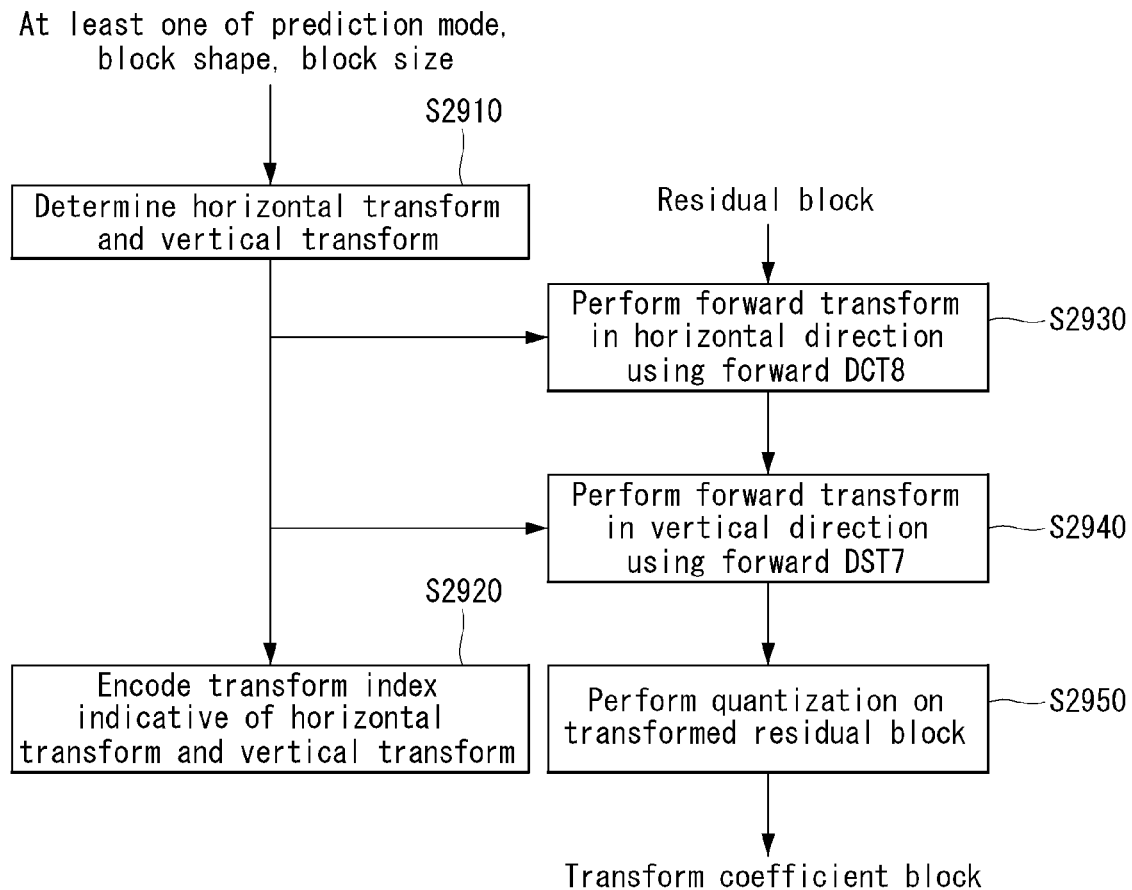 At least one of prediction mode,
block shape, block size
S2910
Determine horizontal transform
and vertical transform
Residual block
Perform forward transform
in horizontal direction
using forward DCT8
S2930
Perform forward transform
in vertical direction
using forward DST7
S2940
S2920
Encode transform index
indicative of horizontal
transform and vertical transform
Perform quantization on
transformed residual block
S2950
Transform coefficient block